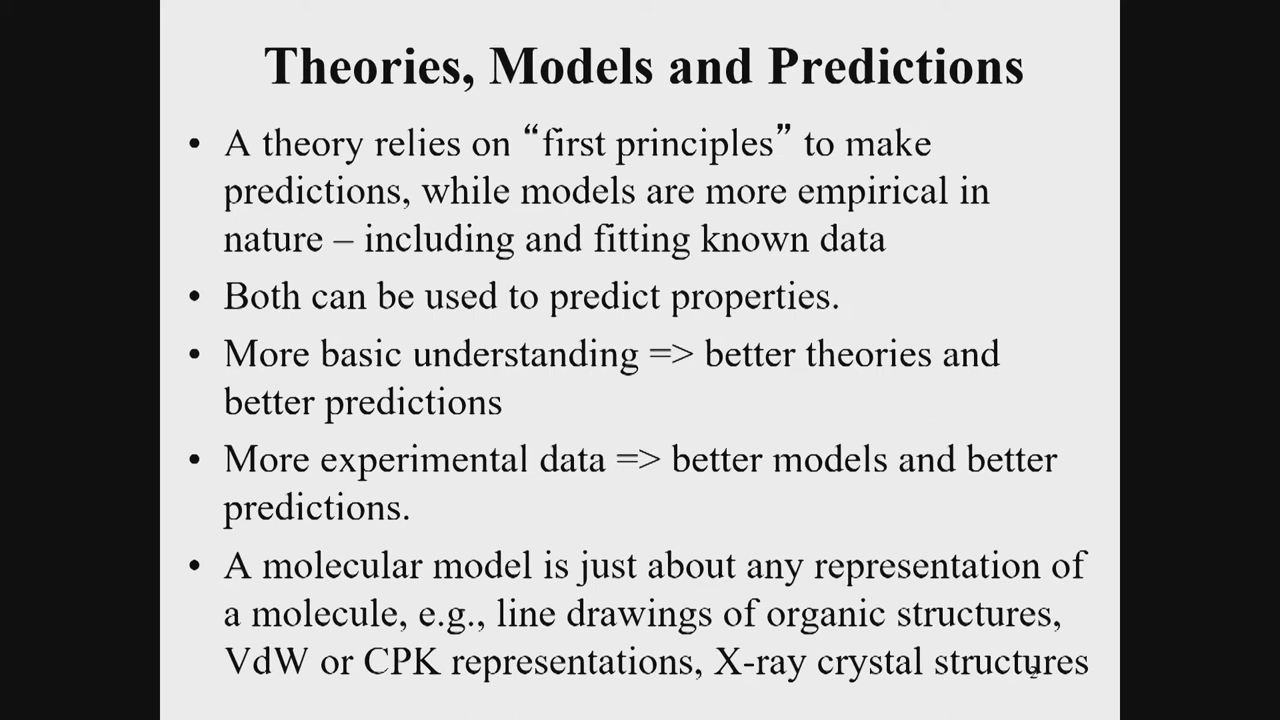 Theories, Models and Predictions
• A theory relies on “first principles” to make
predictions, while models are more empirical in
nature – including and fitting known data
• Both can be used to predict properties.
• More basic understanding => better theories and
better predictions
• More experimental data => better models and better
predictions.
• A molecular model is just about any representation of
a molecule, e.g., line drawings of organic structures,
VdW or CPK representations, X-ray crystal structures